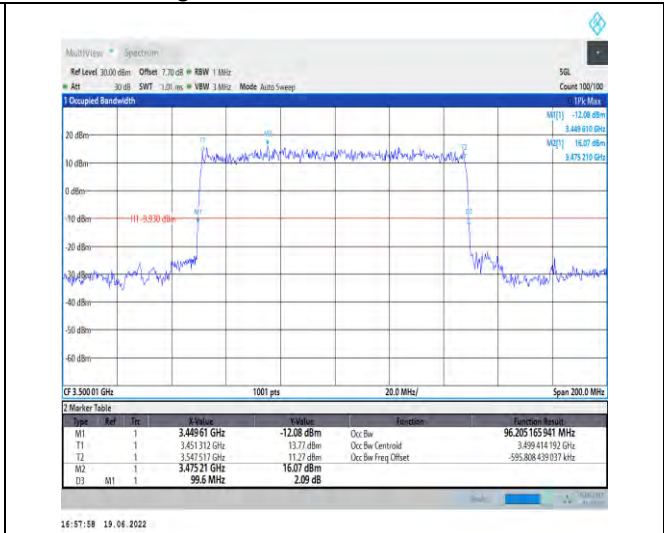 MultiView Spectrum
Ref Level 30.00 dBm Offset 7.70 dB RBW 1 MHz SGL
Att 30 dB SWT 1.01 ms VBW 3 MHz Mode Auto Sweep Count 100/100
1 Occupied Bandwidth 1Pk Max
M1[1] -12.08 dBm
3.449 610 GHz
M2[1] 16.07 dBm
3.475 210 GHz
20 dBm
T1
M2
T2
10 dBm
0 dBm
-10 dBm
H1 -9.930 dBm
M1
D3
-20 dBm
-30 dBm
-40 dBm
-50 dBm
-60 dBm
CF 3.500 01 GHz 1001 pts 20.0 MHz/ Span 200.0 MHz
2 Marker Table
Type Ref Trc X-Value Y-Value Function Function Result
M1 1 3.449 61 GHz -12.08 dBm Occ Bw 96.205 165 941 MHz
T1 1 3.451 312 GHz 13.77 dBm Occ Bw Centroid 3.499 414 192 GHz
T2 1 3.547 517 GHz 11.27 dBm Occ Bw Freq Offset -595.808 439 037 kHz
M2 1 3.475 21 GHz 16.07 dBm
D3 M1 1 99.6 MHz 2.09 dB
16:57:58 19.06.2022